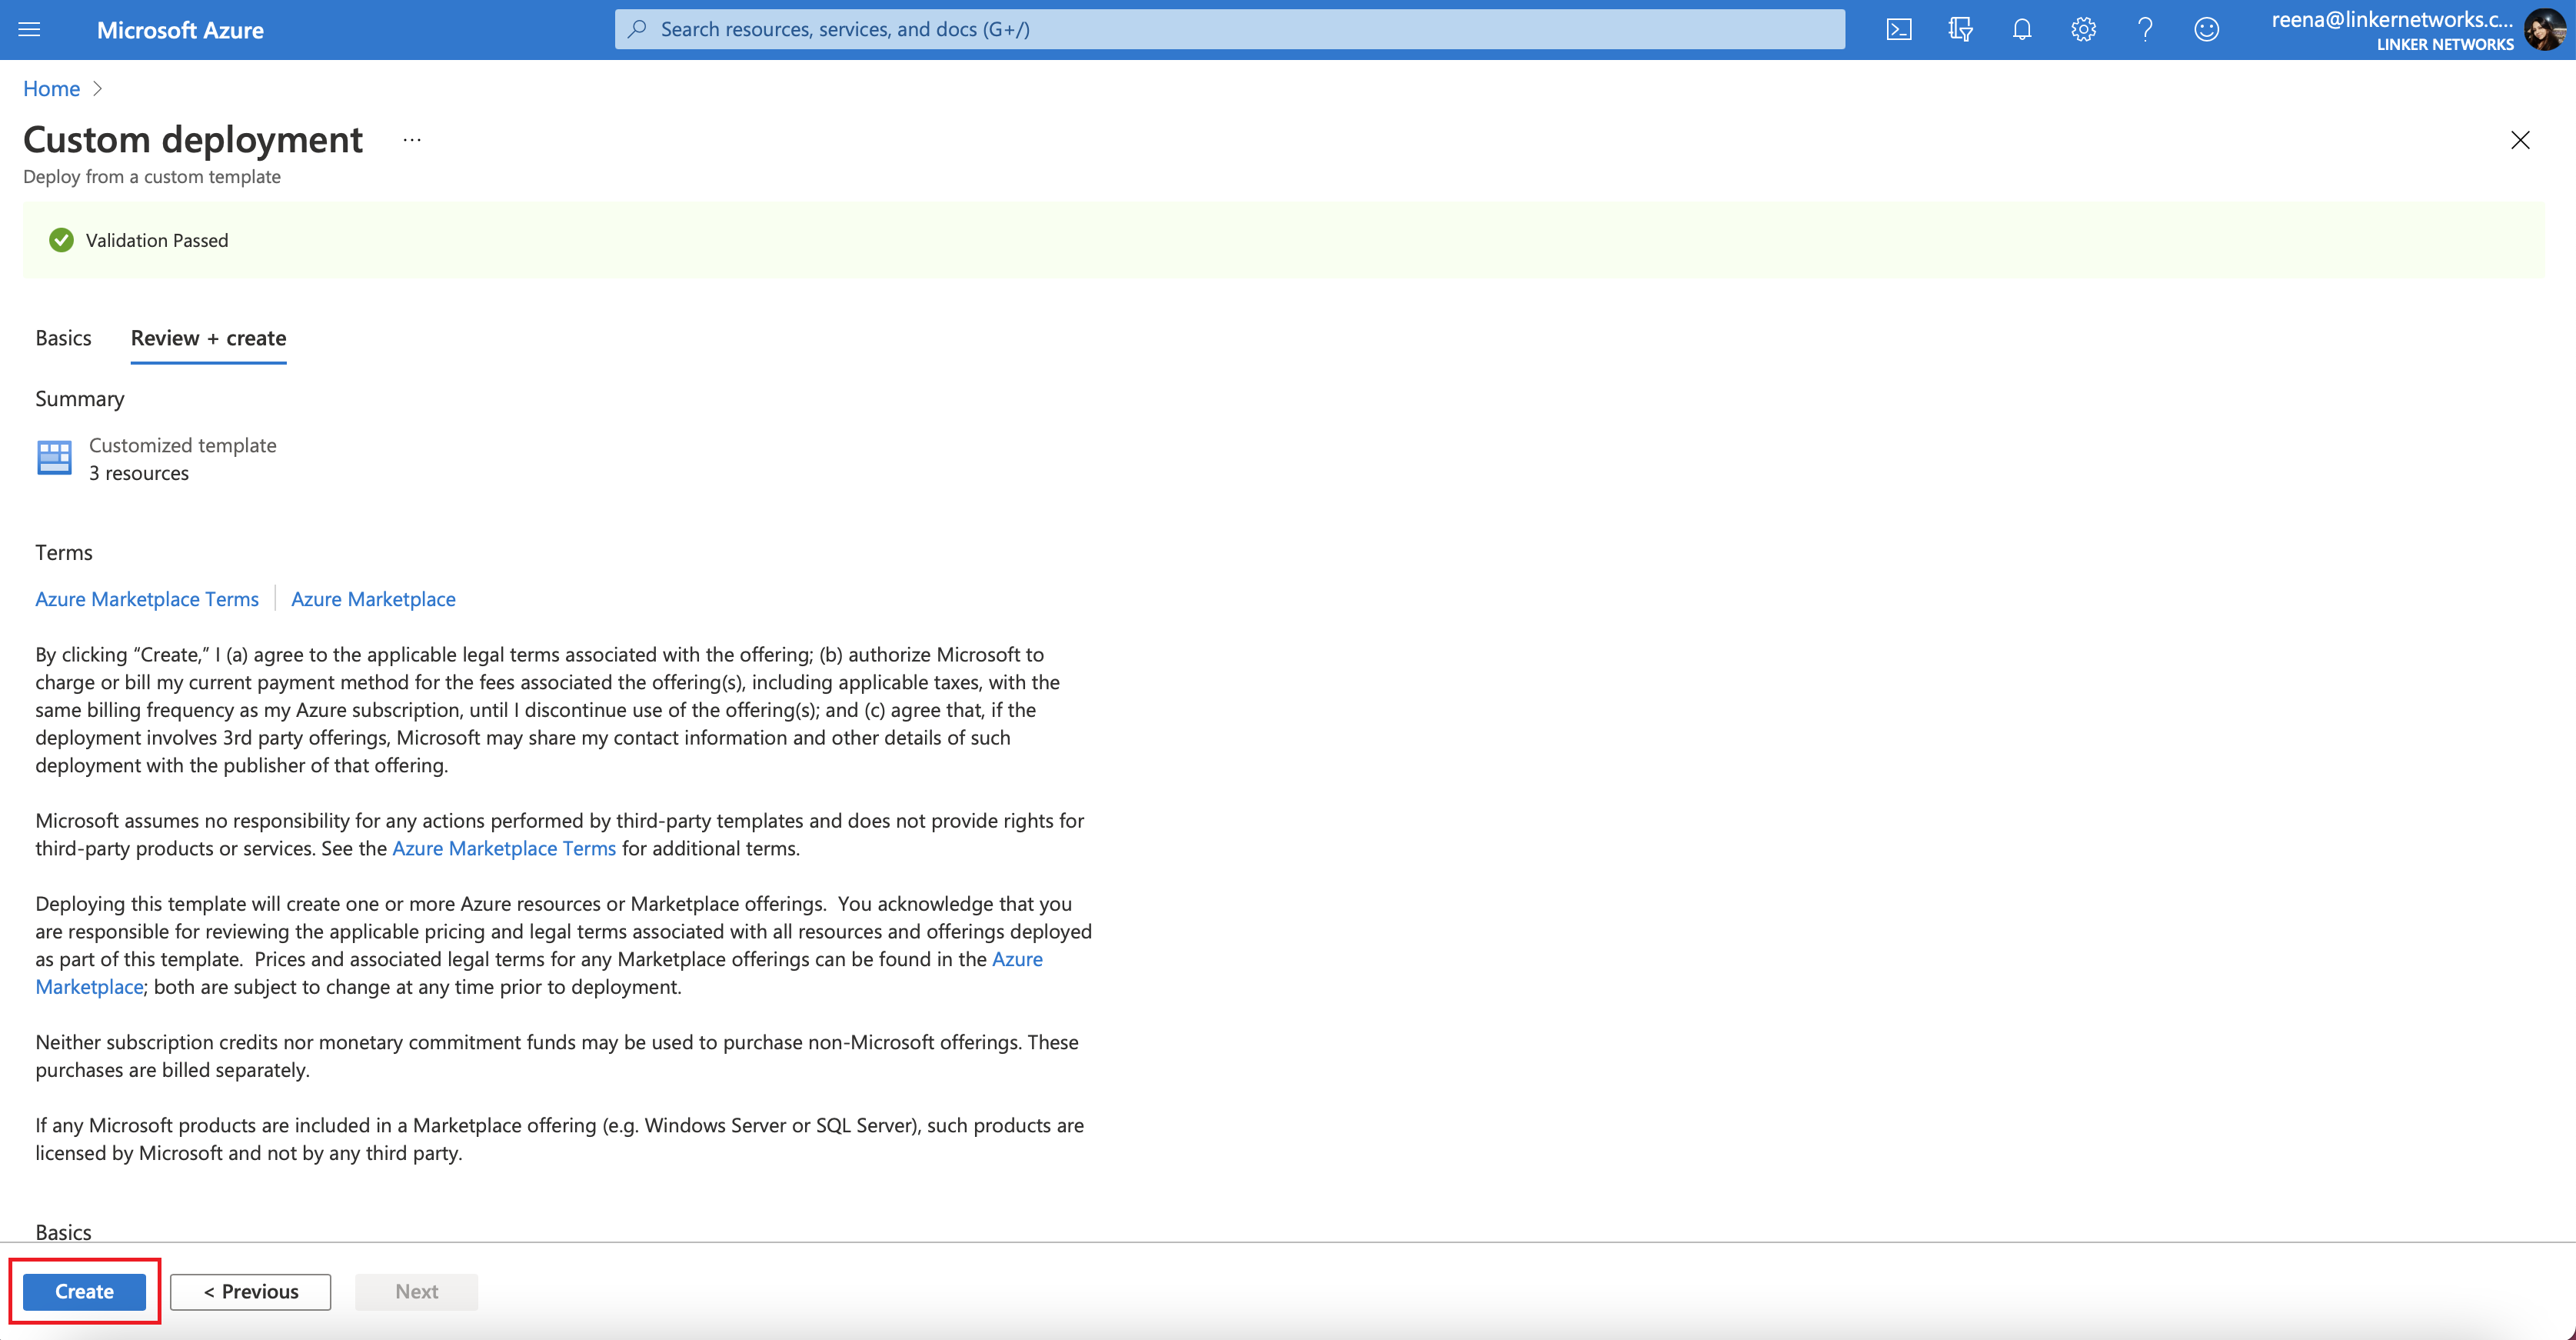 Microsoft Azure
Search resources, services, and docs (G+/)
reena@linkernetworks.c...
LINKER NETWORKS
Home >
Custom deployment ...
Deploy from a custom template
Validation Passed
Basics
Review + create
Summary
Customized template
3 resources
Terms
Azure Marketplace Terms
Azure Marketplace
By clicking “Create,” I (a) agree to the applicable legal terms associated with the offering; (b) authorize Microsoft to
charge or bill my current payment method for the fees associated the offering(s), including applicable taxes, with the
same billing frequency as my Azure subscription, until I discontinue use of the offering(s); and (c) agree that, if the
deployment involves 3rd party offerings, Microsoft may share my contact information and other details of such
deployment with the publisher of that offering.
Microsoft assumes no responsibility for any actions performed by third-party templates and does not provide rights for
third-party products or services. See the Azure Marketplace Terms for additional terms.
Deploying this template will create one or more Azure resources or Marketplace offerings.  You acknowledge that you
are responsible for reviewing the applicable pricing and legal terms associated with all resources and offerings deployed
as part of this template.  Prices and associated legal terms for any Marketplace offerings can be found in the Azure
Marketplace; both are subject to change at any time prior to deployment.
Neither subscription credits nor monetary commitment funds may be used to purchase non-Microsoft offerings. These
purchases are billed separately.
If any Microsoft products are included in a Marketplace offering (e.g. Windows Server or SQL Server), such products are
licensed by Microsoft and not by any third party.
Basics
Create
< Previous
Next